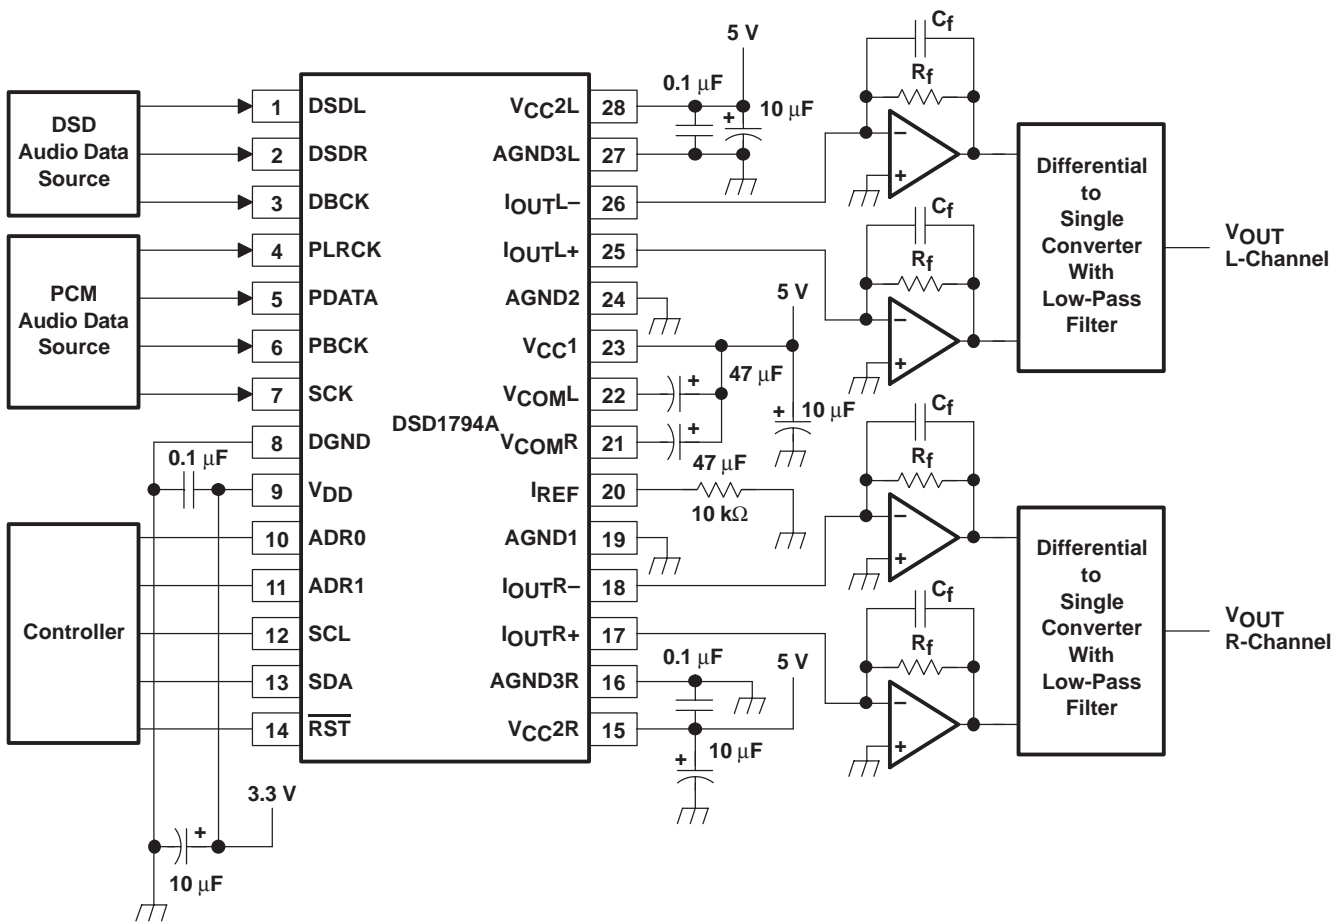 DSD
Audio Data
Source
PCM
Audio Data
Source
Controller
1 DSDL
2 DSDR
3 DBCK
4 PLRCK
5 PDATA
6 PBCK
7 SCK
8 DGND
0.1 µF
9 VDD
10 ADR0
11 ADR1
12 SCL
13 SDA
14 RST
3.3 V
+
10 µF
DSD1794A
VCC2L 28
AGND3L 27
IOUTL– 26
IOUTL+ 25
AGND2 24
VCC1 23
VCOML 22
VCOMR 21
IREF 20
AGND1 19
IOUTR– 18
IOUTR+ 17
AGND3R 16
VCC2R 15
5 V
0.1 µF
+
10 µF
5 V
47 µF
+
+
+
10 µF
47 µF
10 kΩ
0.1 µF
5 V
10 µF
+
Cf
Rf
–
+
Cf
Rf
–
+
Cf
Rf
–
+
Cf
Rf
–
+
Differential
to
Single
Converter
With
Low-Pass
Filter
VOUT
L-Channel
Differential
to
Single
Converter
With
Low-Pass
Filter
VOUT
R-Channel